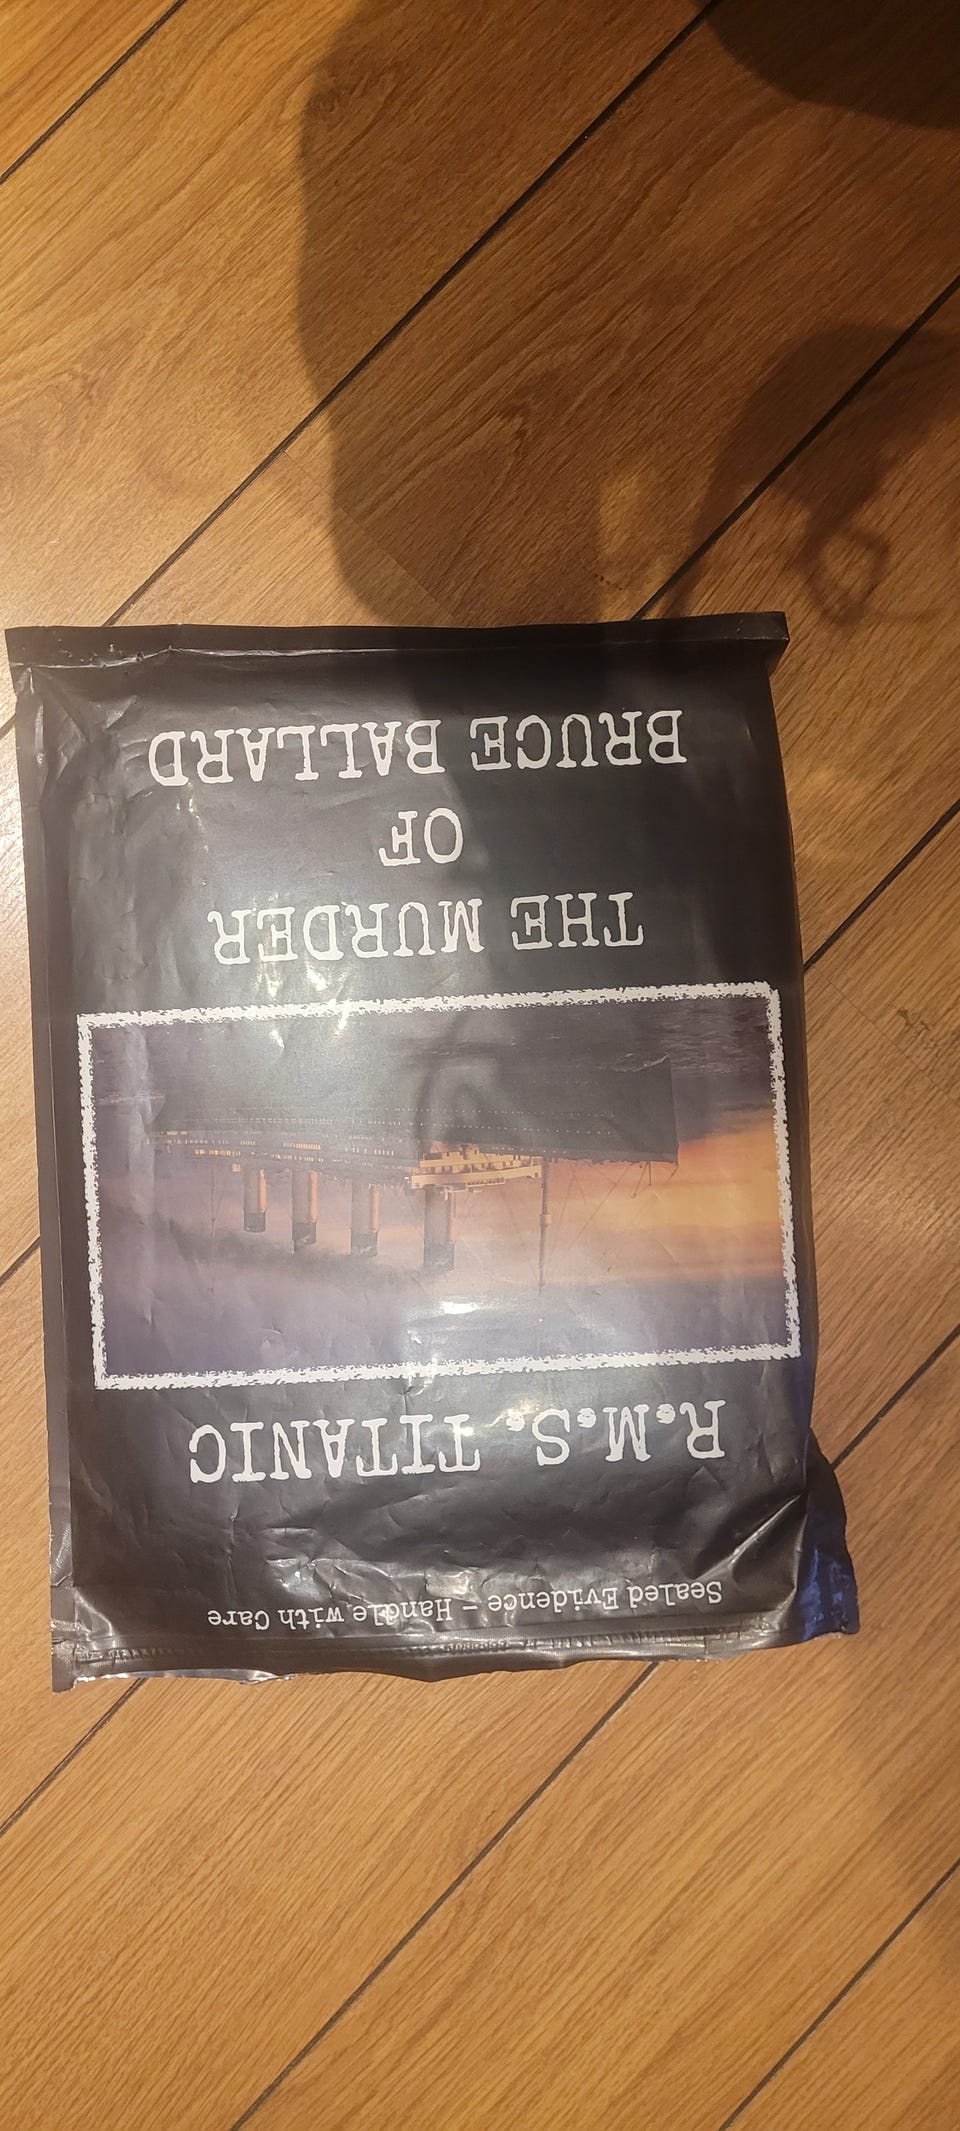 Sealed Evidence – Handle with Care
R.M.S. TITANIC
THE MURDER
OF
BRUCE BALLARD